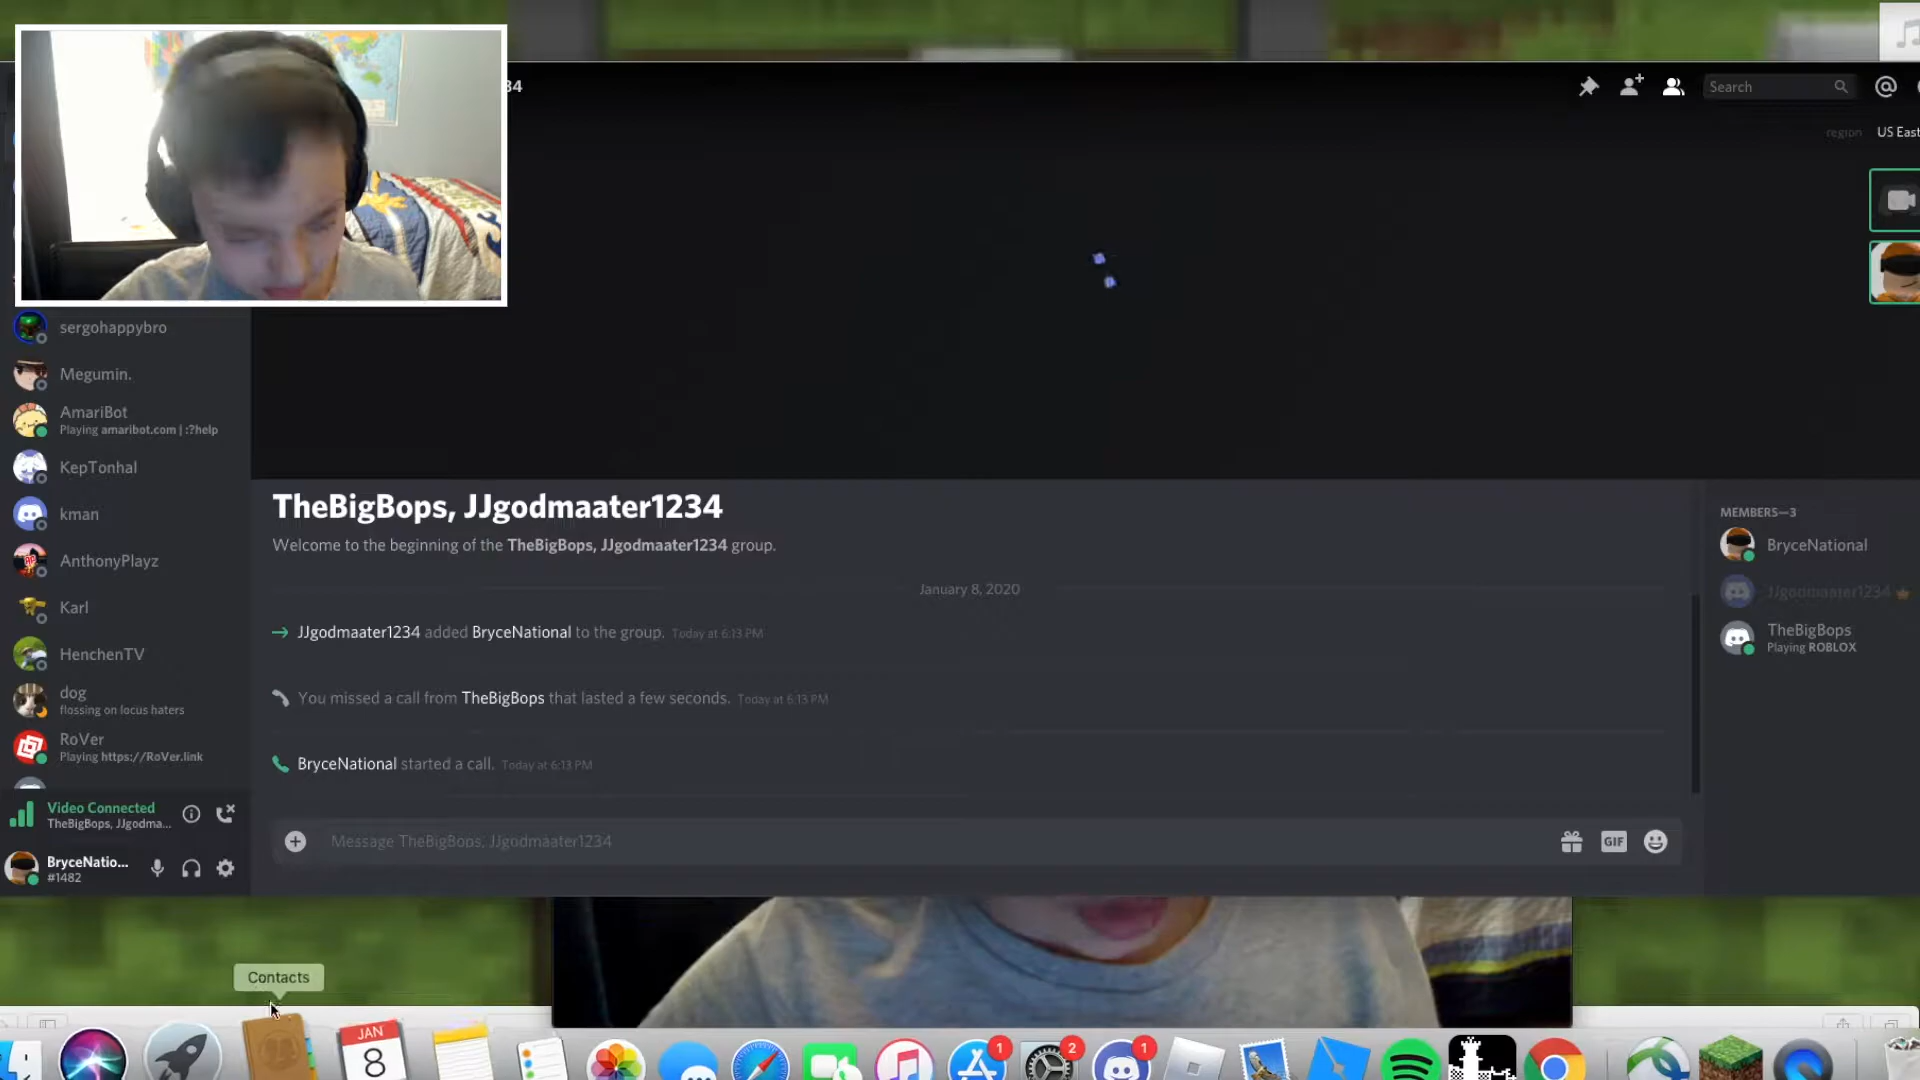 34
Search
region US East
sergohappybro
Megumin.
AmariBot
Playing amaribot.com | :?help
KepTonhal
kman
AnthonyPlayz
Karl
HenchenTV
dog
flossing on locus haters
RoVer
Playing https://RoVer.link
Video Connected
TheBigBops, JJgodma...
BryceNatio...
#1482
TheBigBops, JJgodmaater1234
Welcome to the beginning of the TheBigBops, JJgodmaater1234 group.
January 8, 2020
JJgodmaater1234 added BryceNational to the group. Today at 6:13 PM
You missed a call from TheBigBops that lasted a few seconds. Today at 6:13 PM
BryceNational started a call. Today at 6:13 PM
Message TheBigBops, JJgodmaater1234
GIF
MEMBERS—3
BryceNational
JJgodmaater1234
TheBigBops
Playing ROBLOX
Contacts
JAN
8
1
2
1